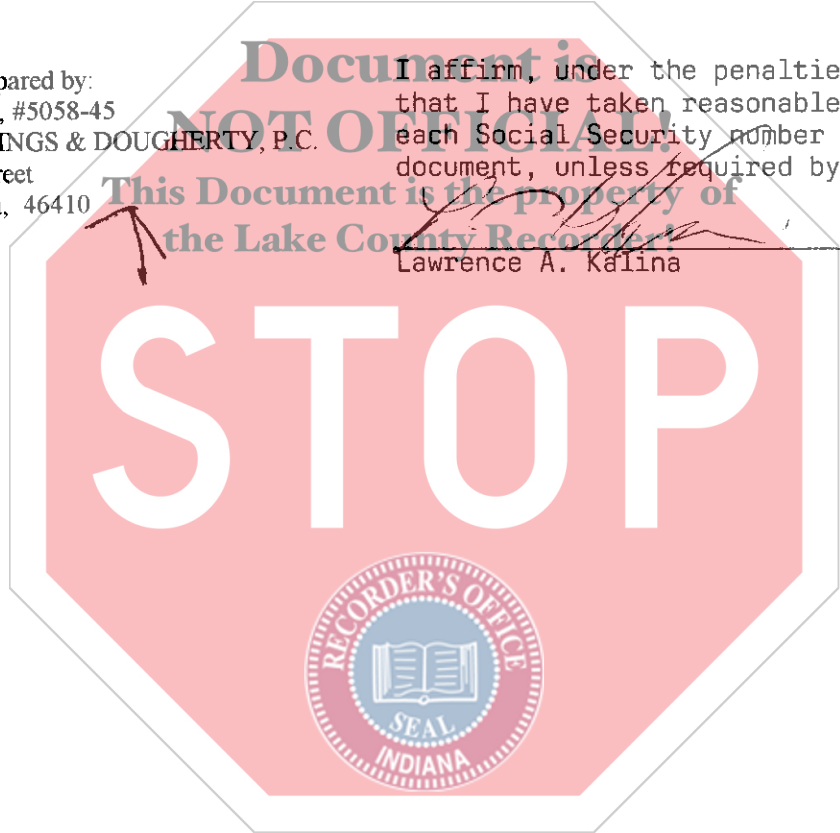 Document is
NOT OFFICIAL!
This Document is the property of
the Lake County Recorder!
pared by:
, #5058-45
INGS & DOUGHERTY, P.C.
reet
, 46410
I affirm, under the penaltie
that I have taken reasonable
each Social Security number
document, unless required by
Lawrence A. Kalina
STOP
RECORDER'S OFFICE
SEAL
INDIANA